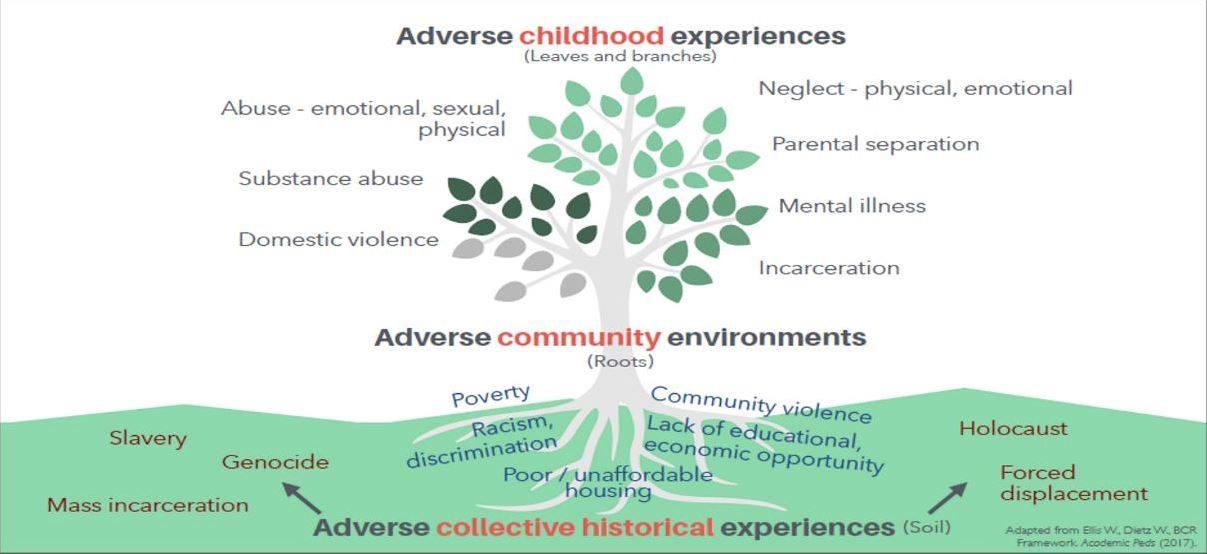 Adverse childhood experiences
(Leaves and branches)
Abuse - emotional, sexual,
physical
Substance abuse
Domestic violence
Neglect - physical, emotional
Parental separation
Mental illness
Incarceration
Adverse community environments
(Roots)
Poverty
Racism,
discrimination
Poor / unaffordable
housing
Community violence
Lack of educational,
economic opportunity
Slavery
Genocide
Mass incarceration
Holocaust
Forced
displacement
Adverse collective historical experiences (Soil)
Adapted from Ellis W., Dietz W., BCR
Framework. Academic Peds (2017).